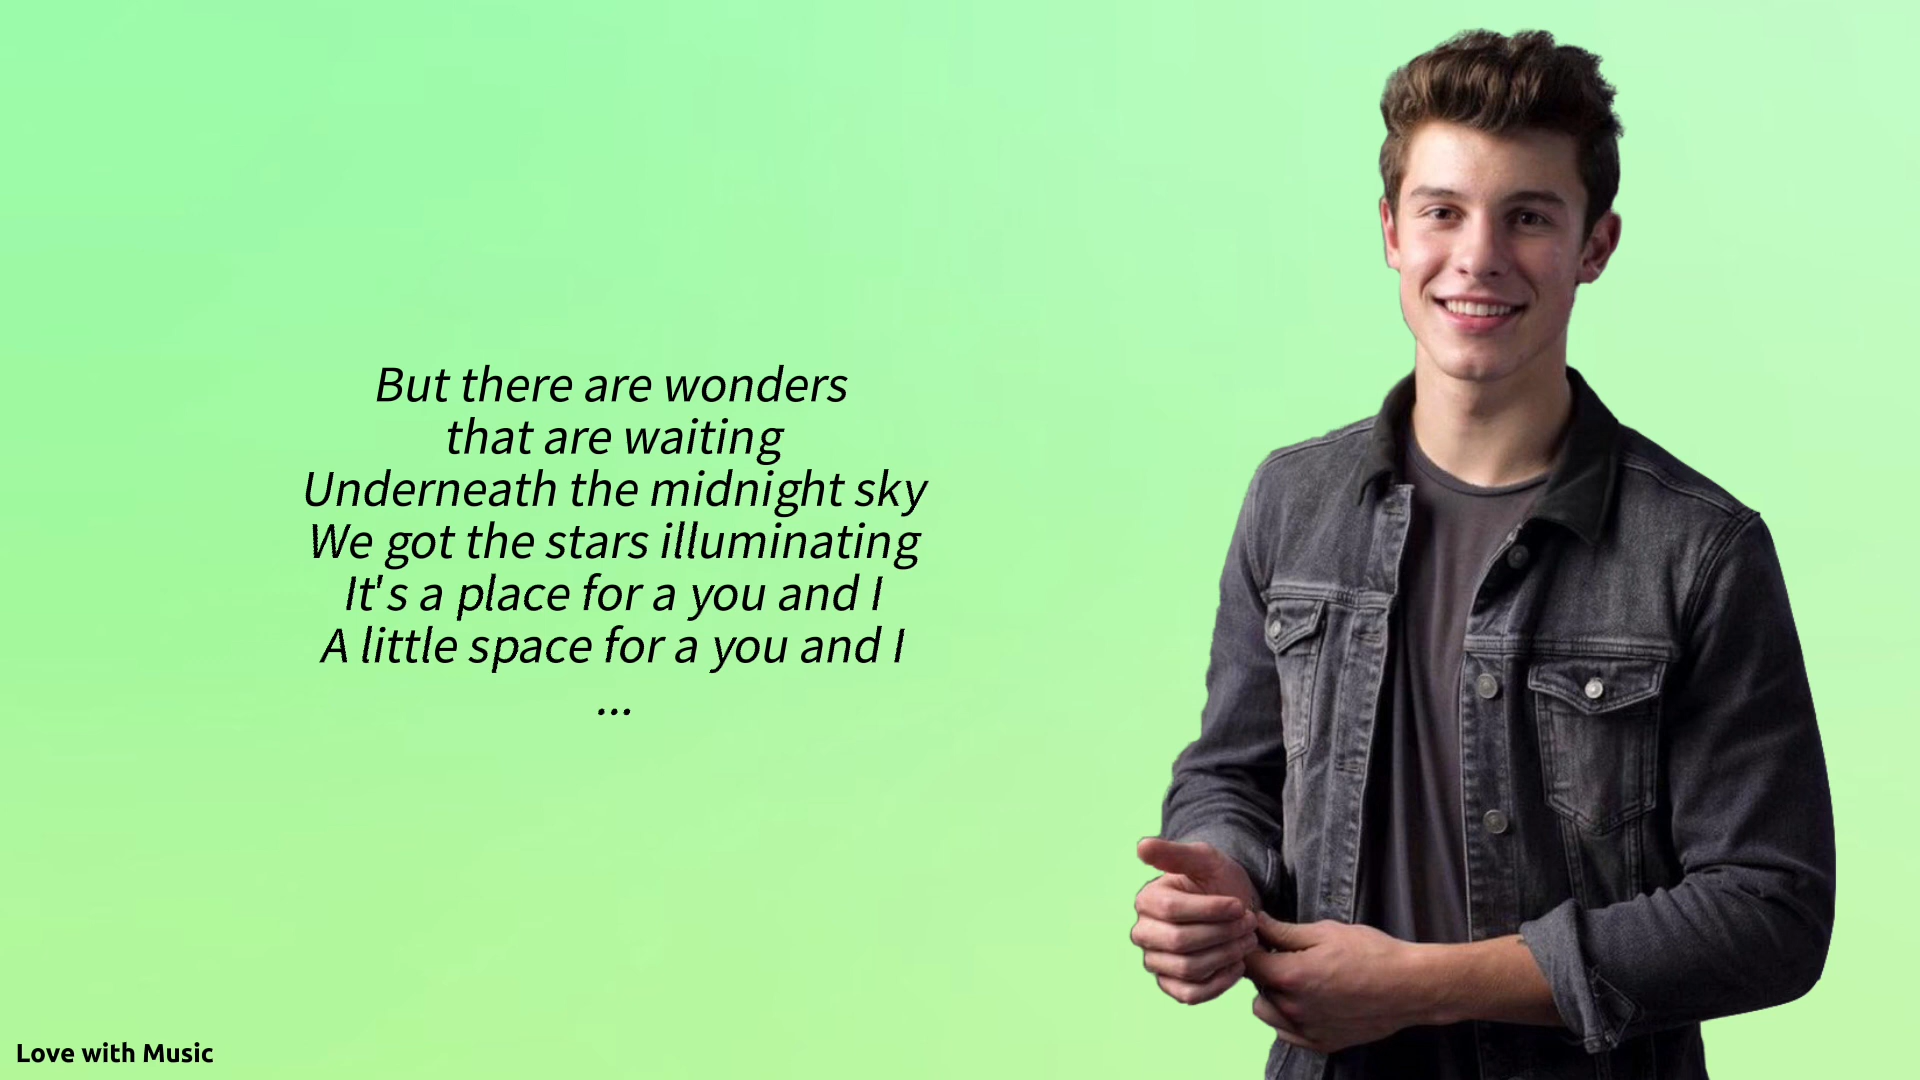 But there are wonders
that are waiting
Underneath the midnight sky
We got the stars illuminating
It's a place for a you and I
A little space for a you and I
...
Love with Music